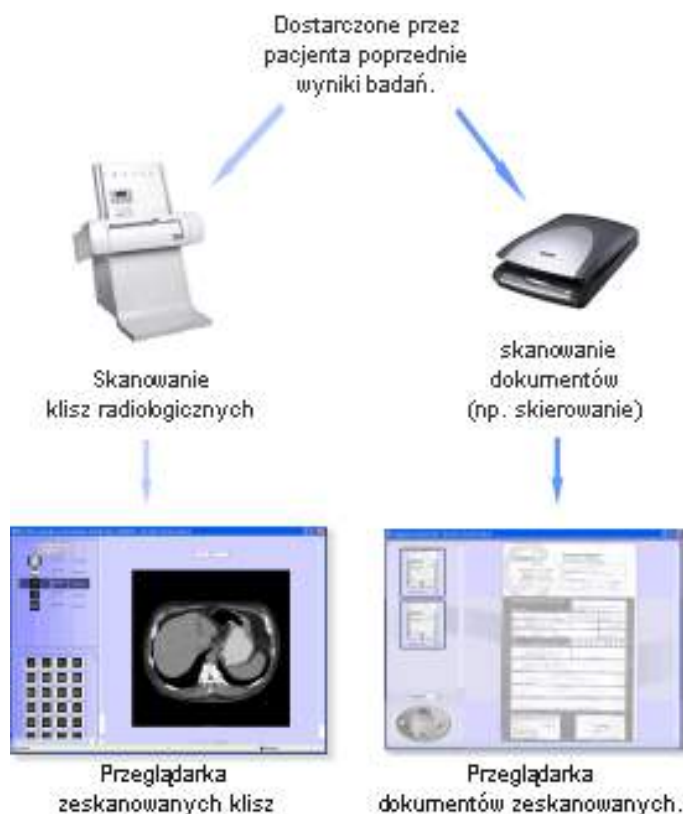 Dostarczone przez
pacjenta poprzednie
wyniki badań.
Skanowanie
klisz radiologicznych
skanowanie
dokumentów
(np. skierowanie)
Przeglądarka
zeskanowanych klisz
Przeglądarka
dokumentów zeskanowanych.